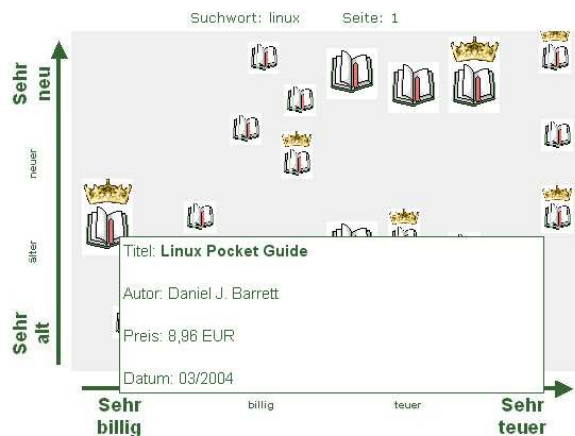 Suchwort: linux Seite: 1
Sehr neu
neuer
älter
Sehr alt
Titel: Linux Pocket Guide
Autor: Daniel J. Barrett
Preis: 8,96 EUR
Datum: 03/2004
Sehr billig
billig
teuer
Sehr teuer